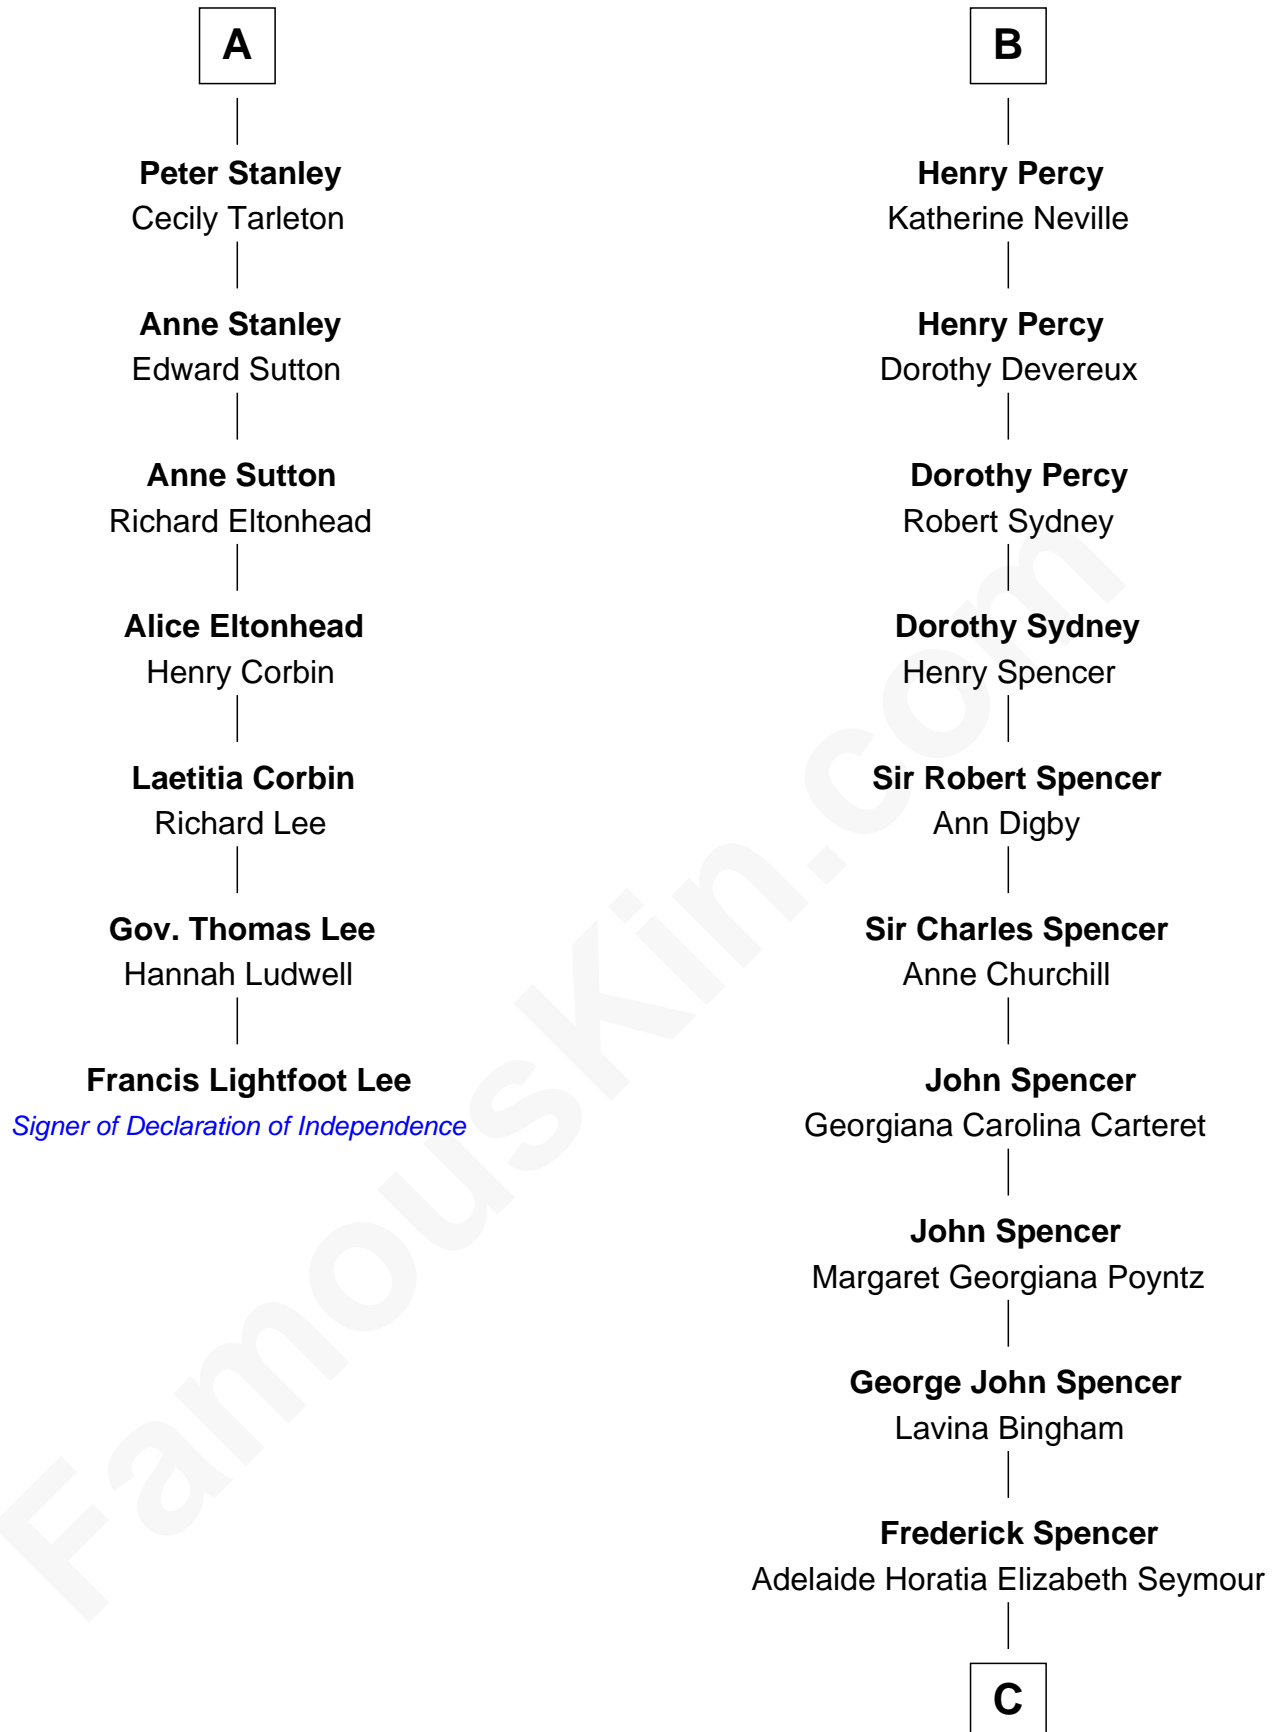 A
Peter Stanley
Cecily Tarleton
Anne Stanley
Edward Sutton
Anne Sutton
Richard Eltonhead
Alice Eltonhead
Henry Corbin
Laetitia Corbin
Richard Lee
Gov. Thomas Lee
Hannah Ludwell
Francis Lightfoot Lee
Signer of Declaration of Independence
B
Henry Percy
Katherine Neville
Henry Percy
Dorothy Devereux
Dorothy Percy
Robert Sydney
Dorothy Sydney
Henry Spencer
Sir Robert Spencer
Ann Digby
Sir Charles Spencer
Anne Churchill
John Spencer
Georgiana Carolina Carteret
John Spencer
Margaret Georgiana Poyntz
George John Spencer
Lavina Bingham
Frederick Spencer
Adelaide Horatia Elizabeth Seymour
C
FamousKin.com